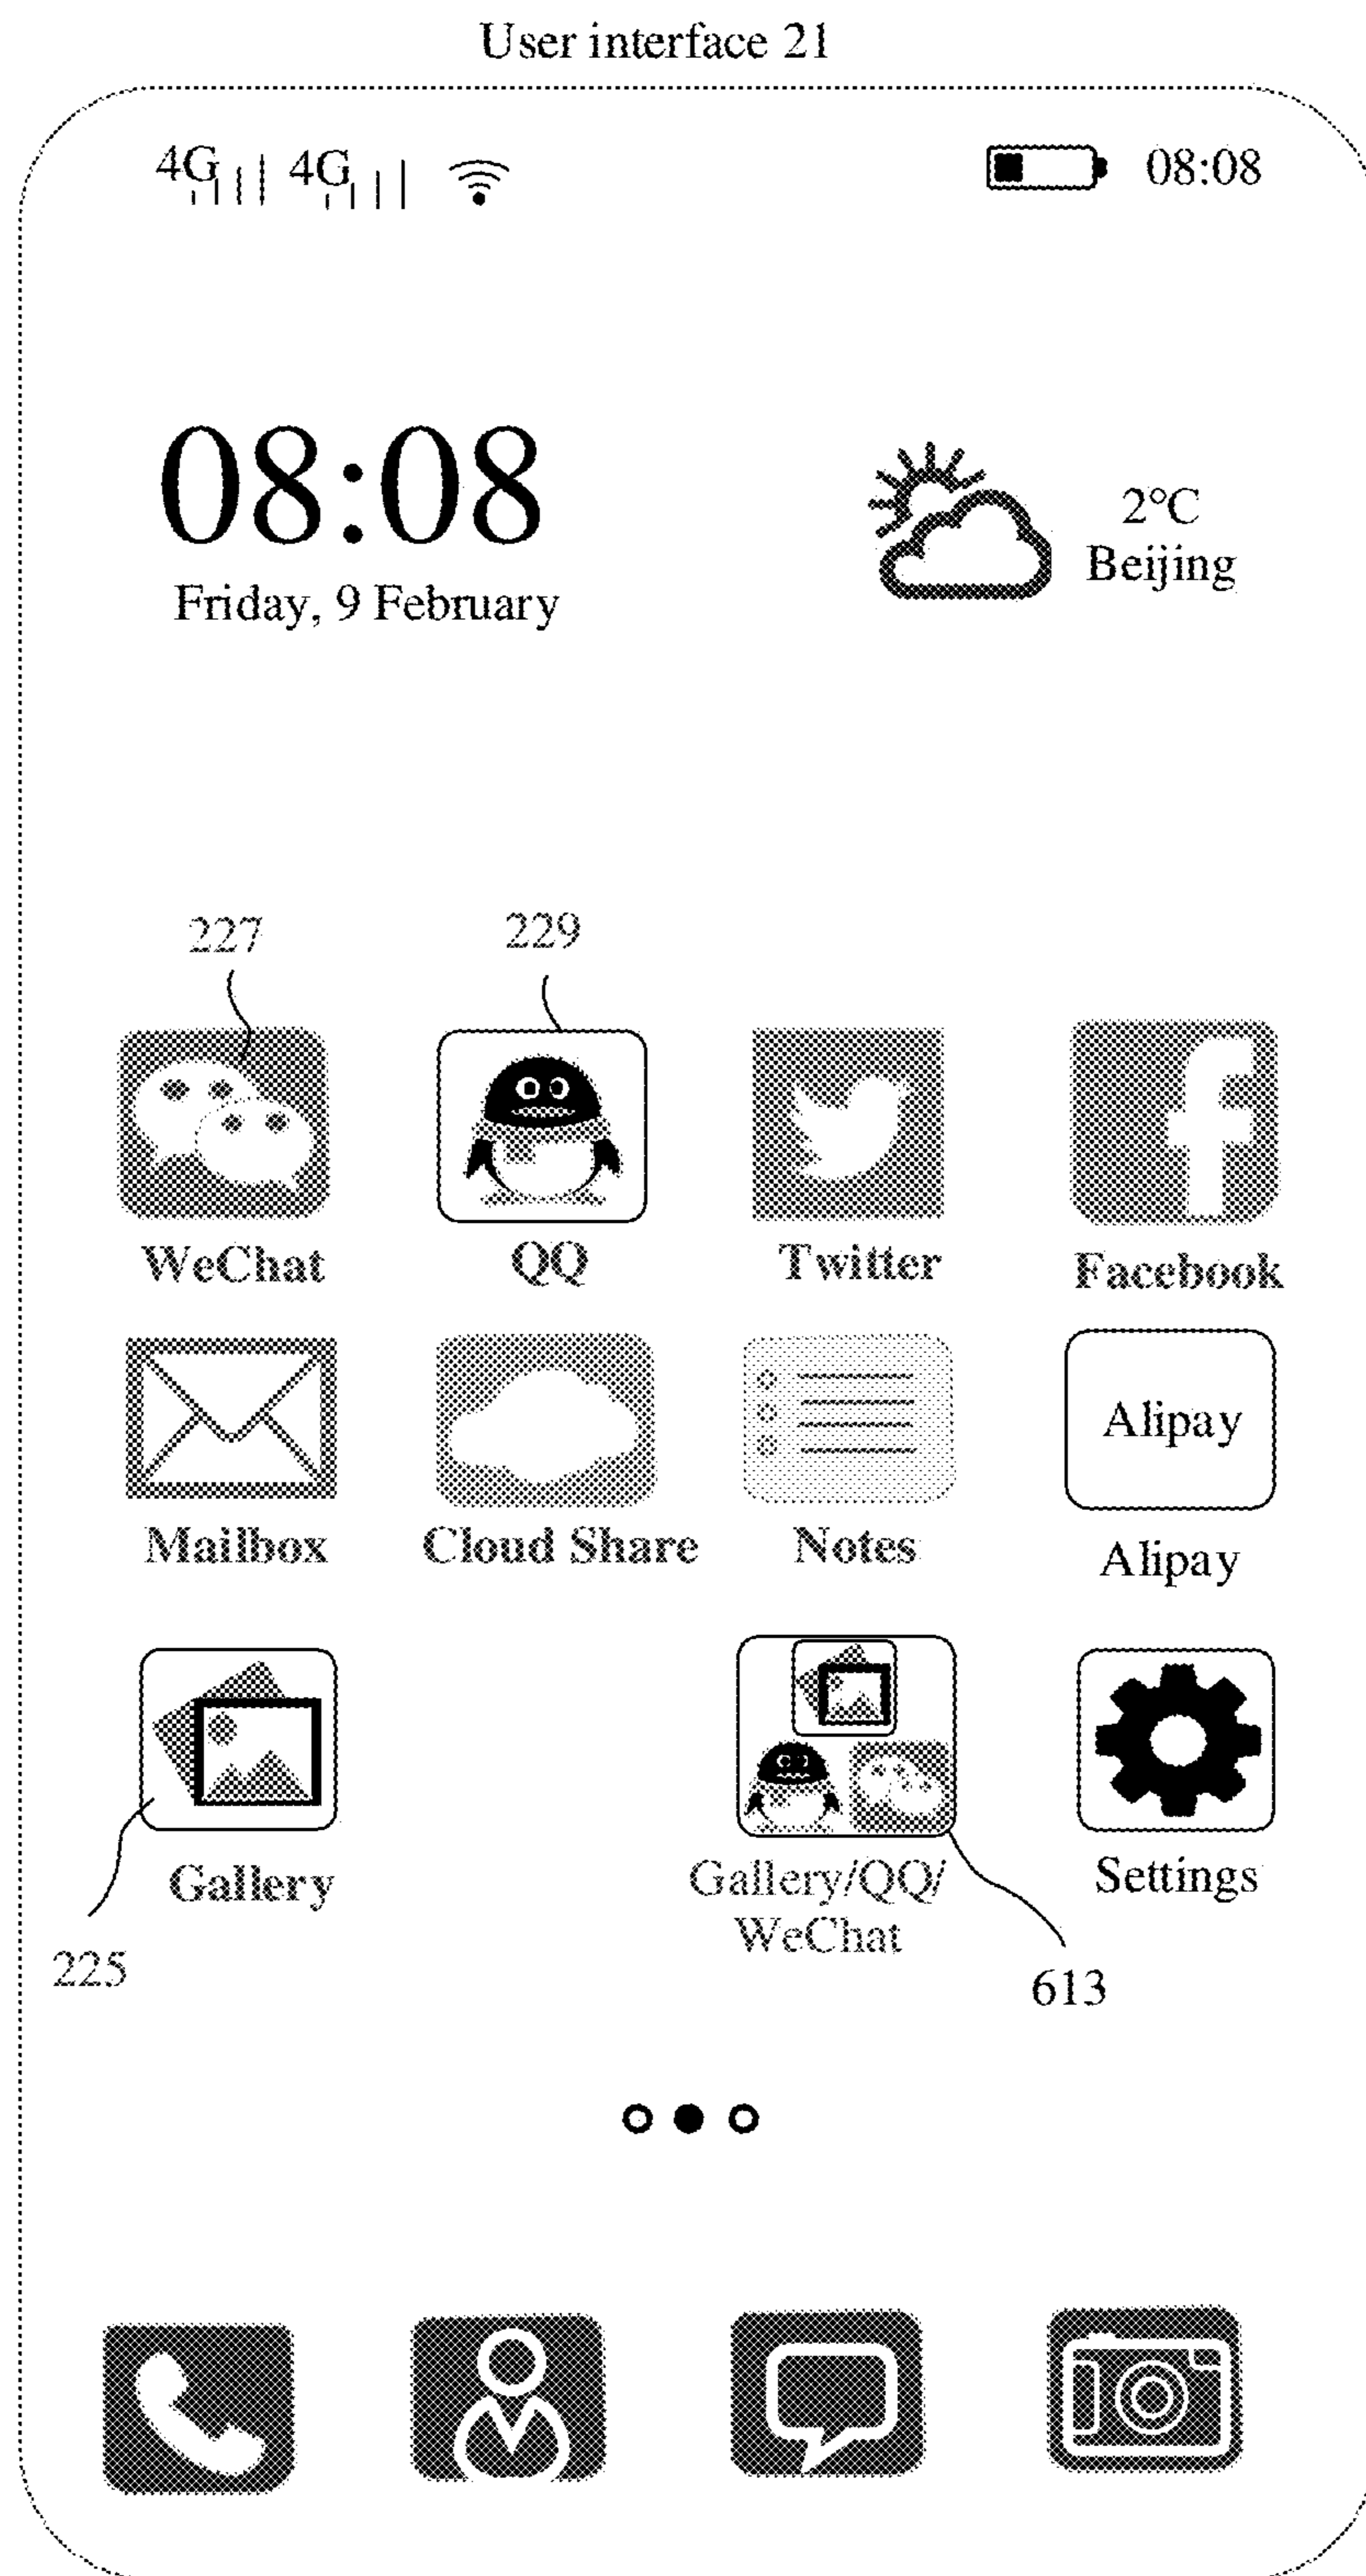 User interface 21
4G 4G 08:08
08:08
Friday, 9 February
2°C
Beijing
227 229
WeChat QQ Twitter Facebook
Alipay
Mailbox Cloud Share Notes Alipay
Gallery Gallery/QQ/ Settings
WeChat
225 613